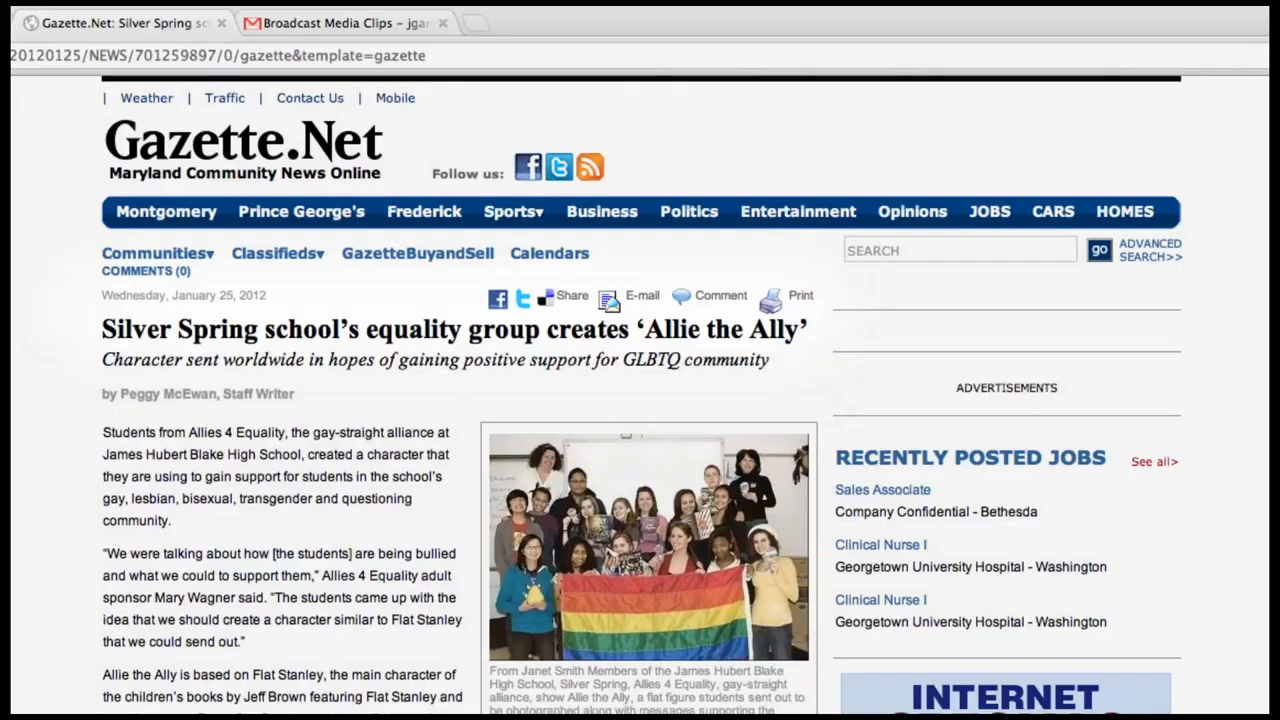 Gazette.Net: Silver Spring sc
Broadcast Media Clips – jgar
20120125/NEWS/701259897/0/gazette&template=gazette
| Weather | Traffic | Contact Us | Mobile
Gazette.Net
Maryland Community News Online
Follow us:
Montgomery Prince George's Frederick Sports▾ Business Politics Entertainment Opinions JOBS CARS HOMES
Communities▾ Classifieds▾ GazetteBuyandSell Calendars
SEARCH
go
ADVANCED
SEARCH>>
COMMENTS (0)
Wednesday, January 25, 2012
Share E-mail Comment Print
Silver Spring school’s equality group creates ‘Allie the Ally’
Character sent worldwide in hopes of gaining positive support for GLBTQ community
by Peggy McEwan, Staff Writer
Students from Allies 4 Equality, the gay-straight alliance at
James Hubert Blake High School, created a character that
they are using to gain support for students in the school’s
gay, lesbian, bisexual, transgender and questioning
community.
“We were talking about how [the students] are being bullied
and what we could to support them,” Allies 4 Equality adult
sponsor Mary Wagner said. “The students came up with the
idea that we should create a character similar to Flat Stanley
that we could send out.”
Allie the Ally is based on Flat Stanley, the main character of
the children’s books by Jeff Brown featuring Flat Stanley and
From Janet Smith Members of the James Hubert Blake
High School, Silver Spring, Allies 4 Equality, gay-straight
alliance, show Allie the Ally, a flat figure students sent out to
be photographed along with messages supporting the
ADVERTISEMENTS
RECENTLY POSTED JOBS See all>
Sales Associate
Company Confidential - Bethesda
Clinical Nurse I
Georgetown University Hospital - Washington
Clinical Nurse I
Georgetown University Hospital - Washington
INTERNET